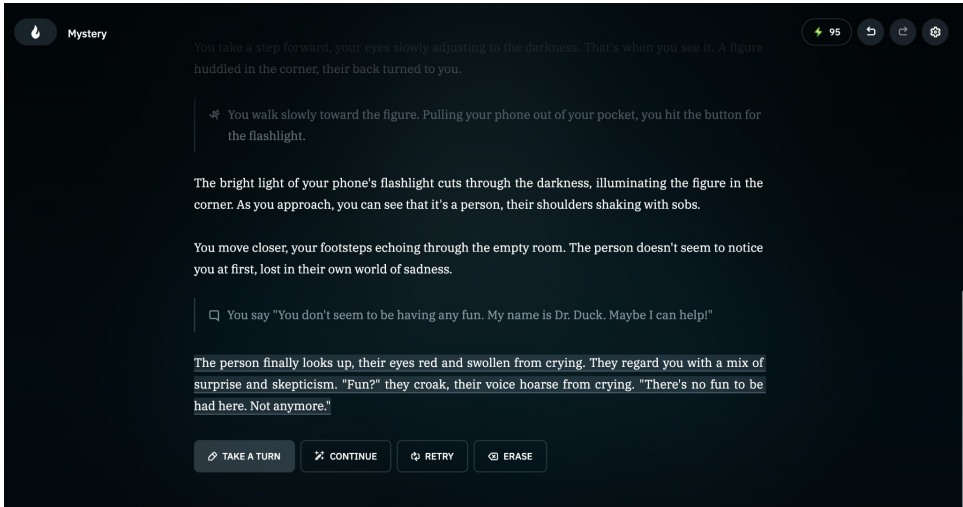 Mystery
95
You take a step forward, your eyes slowly adjusting to the darkness. That's when you see it. A figure
huddled in the corner, their back turned to you.
You walk slowly toward the figure. Pulling your phone out of your pocket, you hit the button for
the flashlight.
The bright light of your phone's flashlight cuts through the darkness, illuminating the figure in the
corner. As you approach, you can see that it's a person, their shoulders shaking with sobs.
You move closer, your footsteps echoing through the empty room. The person doesn't seem to notice
you at first, lost in their own world of sadness.
You say "You don't seem to be having any fun. My name is Dr. Duck. Maybe I can help!"
The person finally looks up, their eyes red and swollen from crying. They regard you with a mix of
surprise and skepticism. "Fun?" they croak, their voice hoarse from crying. "There's no fun to be
had here. Not anymore."
TAKE A TURN
CONTINUE
RETRY
ERASE